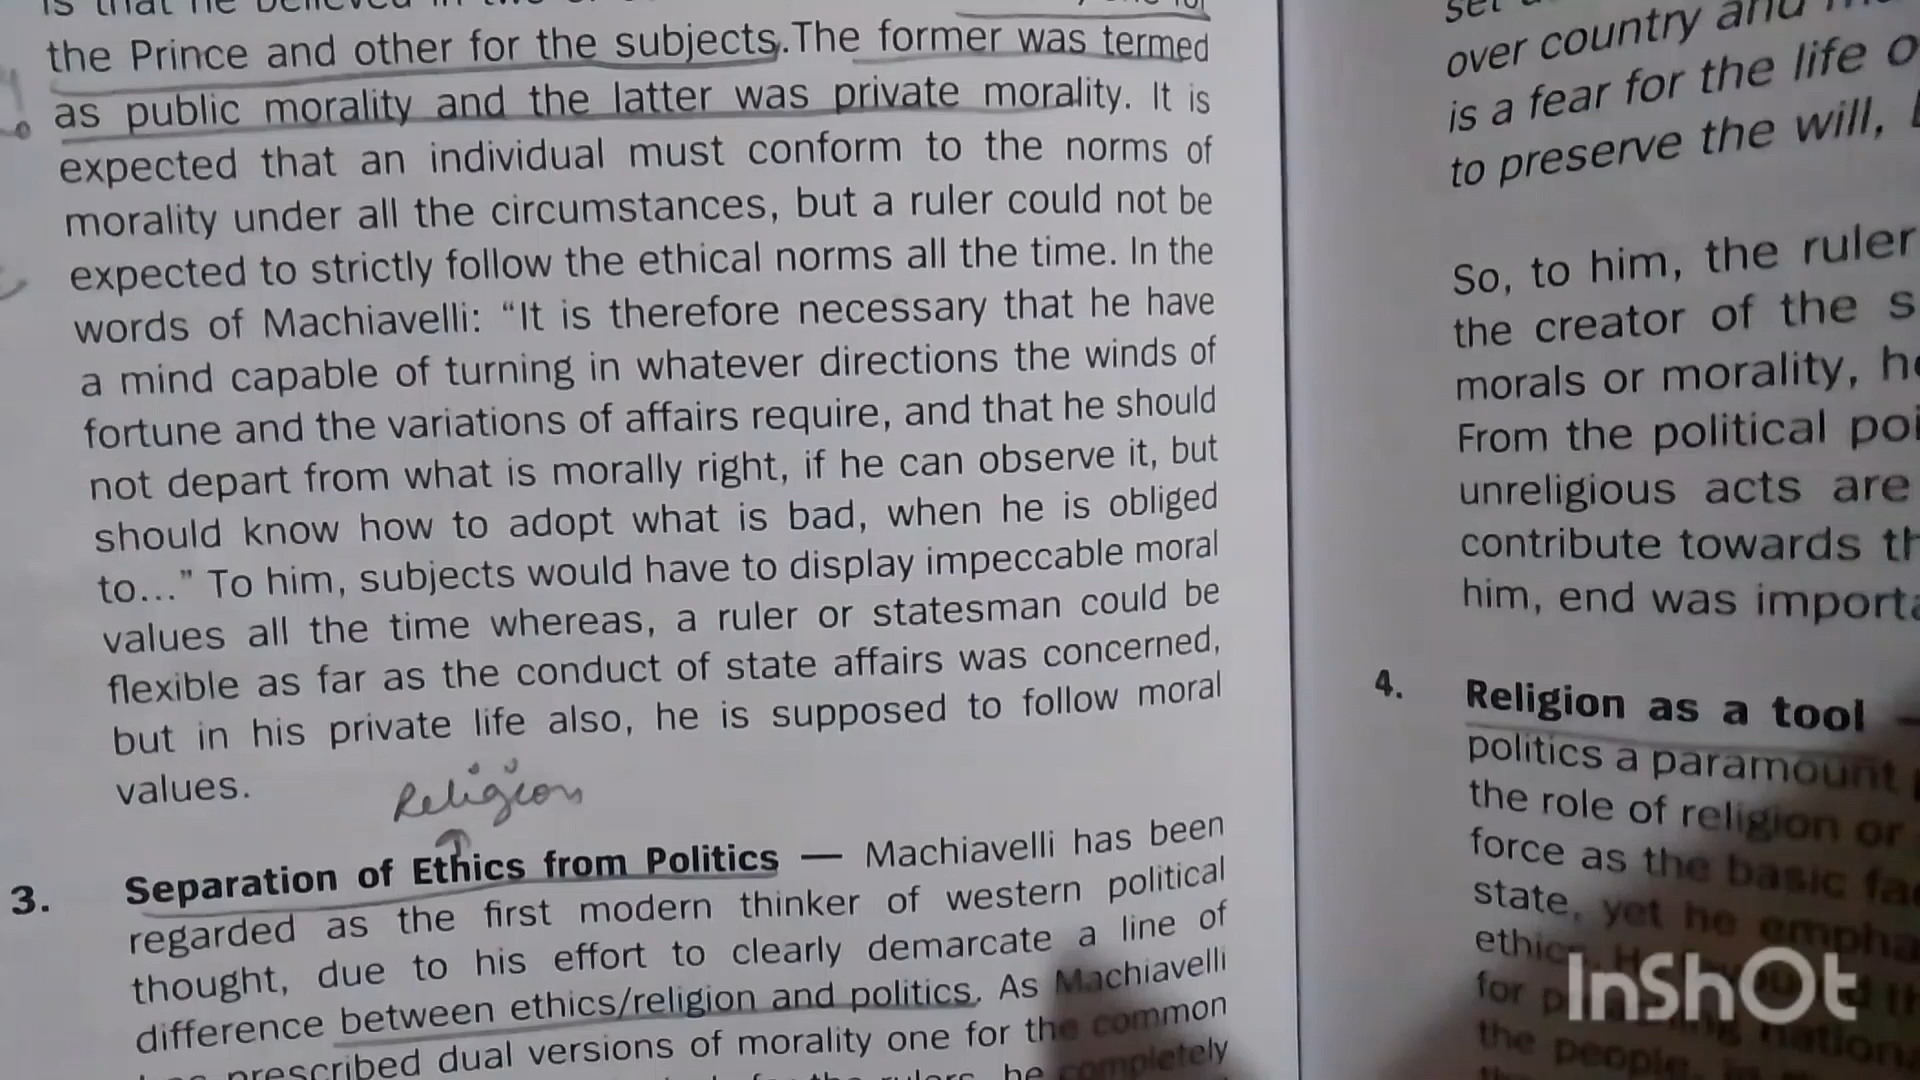 the Prince and other for the subjects. The former was termed
as public morality and the latter was private morality. It is
expected that an individual must conform to the norms of
morality under all the circumstances, but a ruler could not be
expected to strictly follow the ethical norms all the time. In the
words of Machiavelli: “It is therefore necessary that he have
a mind capable of turning in whatever directions the winds of
fortune and the variations of affairs require, and that he should
not depart from what is morally right, if he can observe it, but
should know how to adopt what is bad, when he is obliged
to...” To him, subjects would have to display impeccable moral
values all the time whereas, a ruler or statesman could be
flexible as far as the conduct of state affairs was concerned,
but in his private life also, he is supposed to follow moral
values.
Religion
3. Separation of Ethics from Politics — Machiavelli has been
regarded as the first modern thinker of western political
thought, due to his effort to clearly demarcate a line of
difference between ethics/religion and politics. As Machiavelli
prescribed dual versions of morality one for the common
he completely
over country and
is a fear for the life
to preserve the will,
So, to him, the ruler
the creator of the
morals or morality,
From the political
unreligious acts are
contribute towards
him, end was
4. Religion as a tool —
politics a paramount
the role of religion or
force as the basic
state, yet he
for
the people,
InShOt